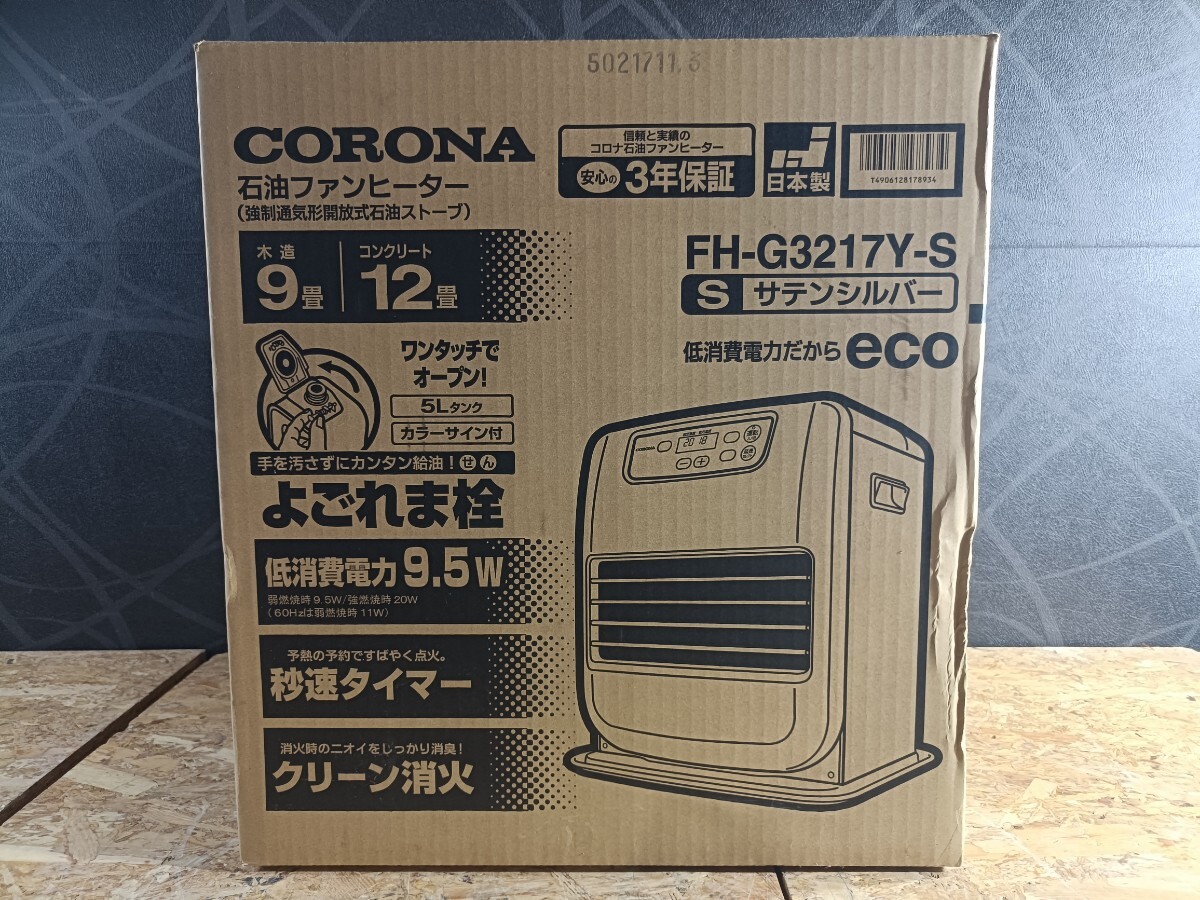 5021711.3
CORONA
石油ファンヒーター
(強制通気形開放式石油ストーブ)
信頼と実績の
コロナ石油ファンヒーター
安心の 3年保証
日本製
T4906128178934
木造 9畳
コンクリート 12畳
FH-G3217Y-S
S サテンシルバー
低消費電力だから eco
ワンタッチで
オープン!
5Lタンク
カラーサイン付
手を汚さずにカンタン給油!
せん
よごれま栓
低消費電力 9.5W
弱燃焼時9.5W/強燃焼時20W
(60Hzは弱燃焼時11W)
予熱の予約ですばやく点火。
秒速タイマー
消火時のニオイをしっかり消臭!
クリーン消火
CORONA
20 18
運転